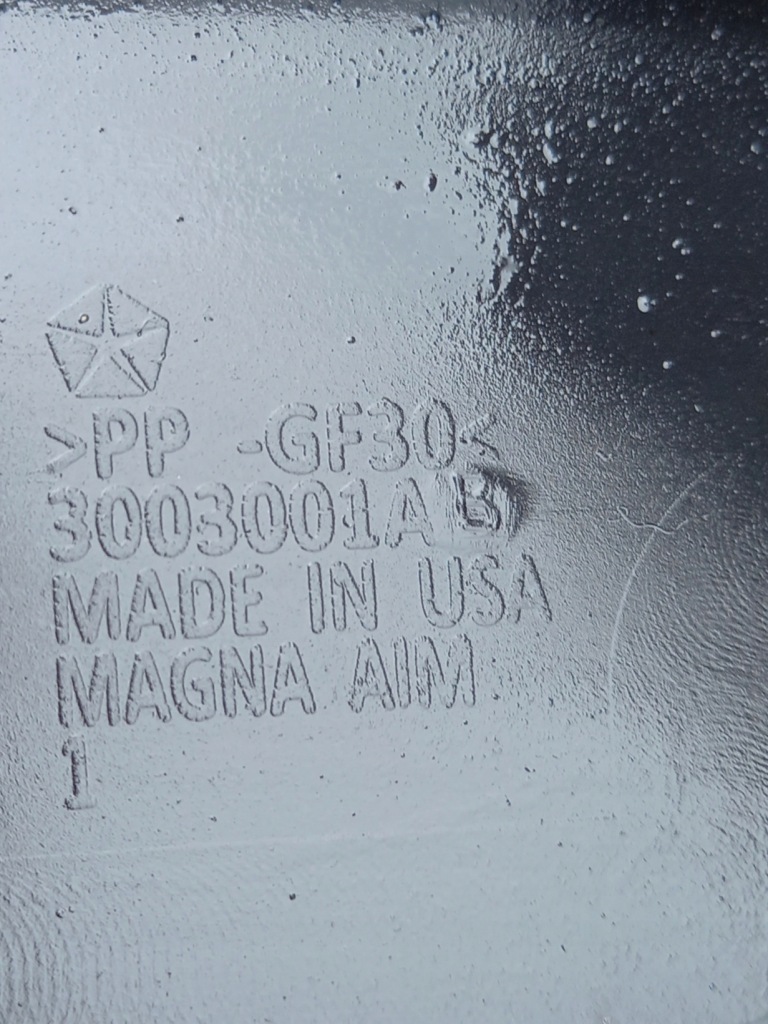 >PP -GF30<
3003001AB
MADE IN USA
MAGNA AIM
1